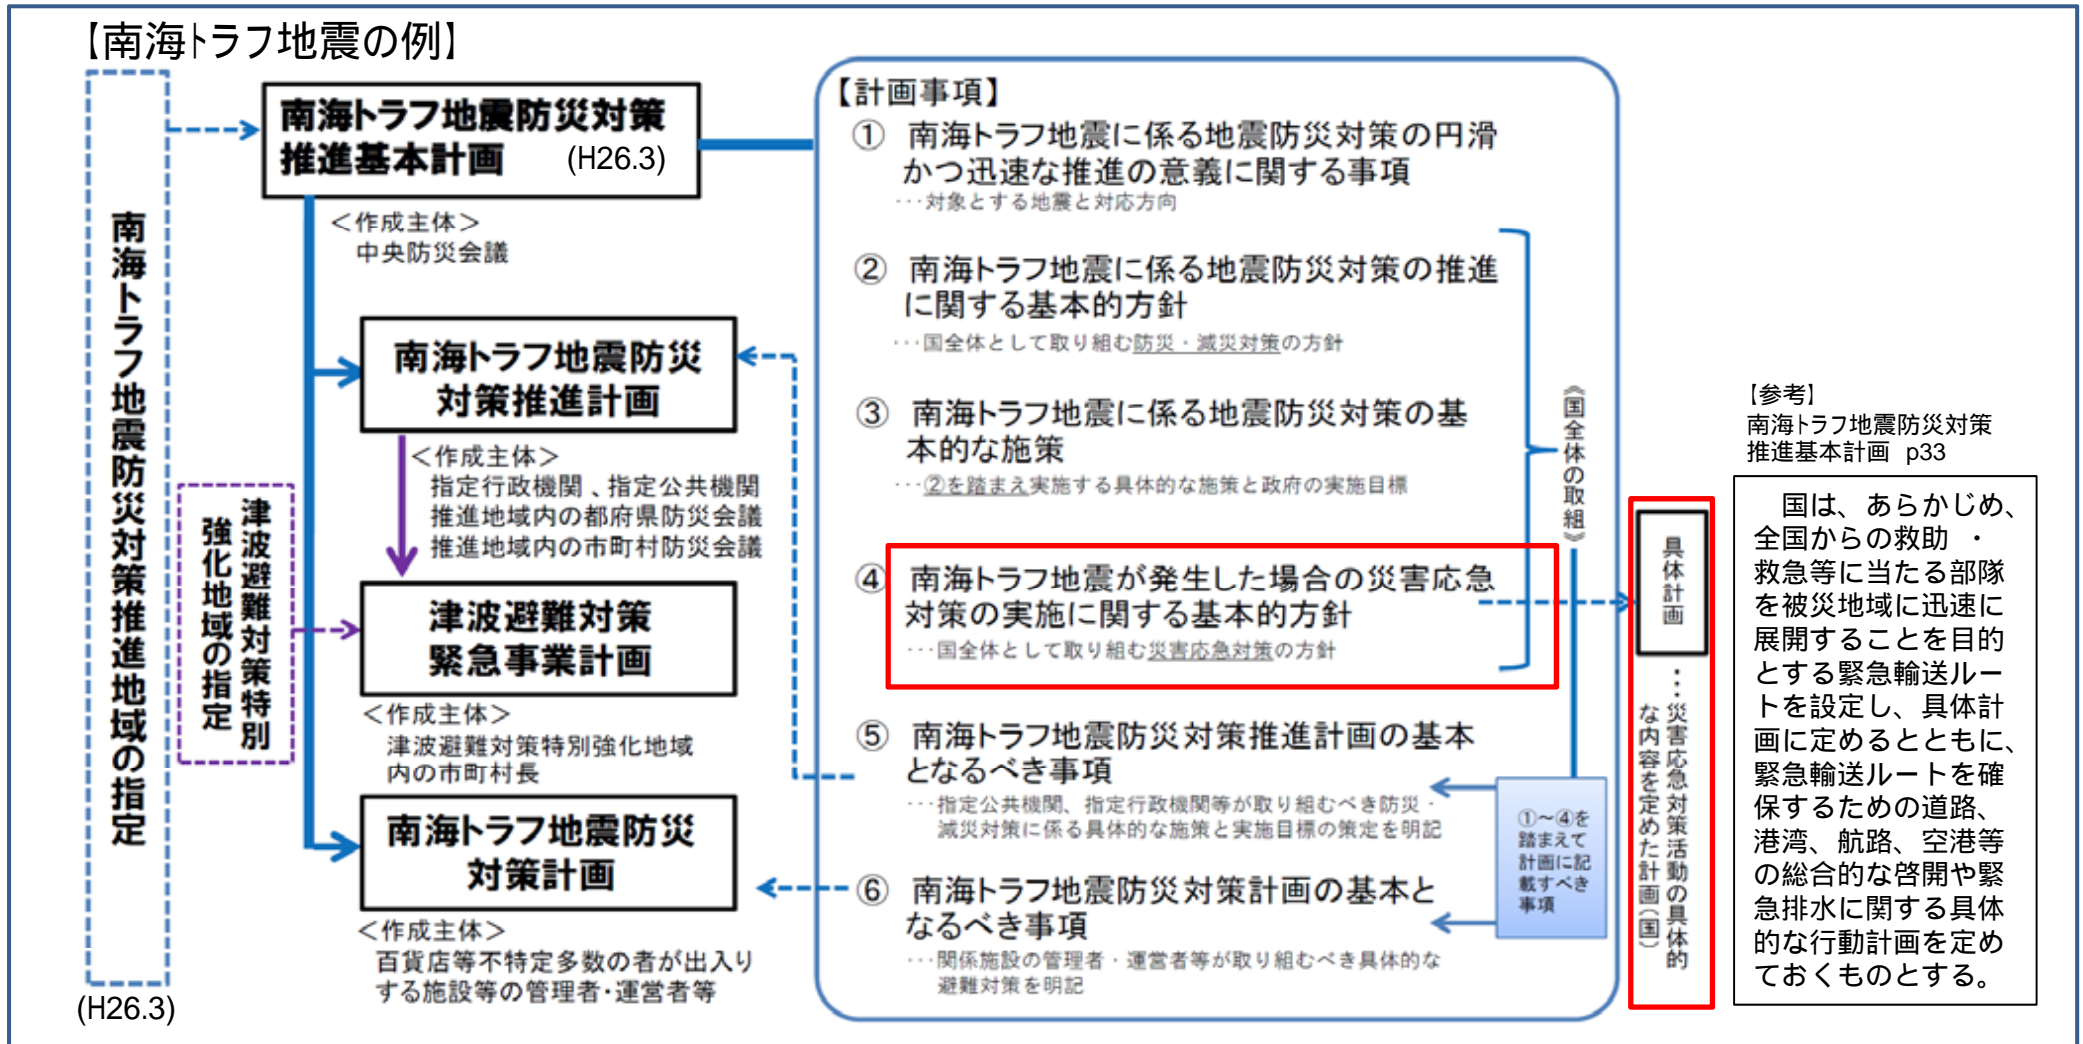 【南海トラフ地震の例】
南海トラフ地震防災対策推進地域の指定
(H26.3)
津波避難対策特別
強化地域の指定
南海トラフ地震防災対策
推進基本計画 (H26.3)
＜作成主体＞
中央防災会議
南海トラフ地震防災
対策推進計画
＜作成主体＞
指定行政機関、指定公共機関
推進地域内の都府県防災会議
推進地域内の市町村防災会議
津波避難対策
緊急事業計画
＜作成主体＞
津波避難対策特別強化地域
内の市町村長
南海トラフ地震防災
対策計画
＜作成主体＞
百貨店等不特定多数の者が出入り
する施設等の管理者・運営者等
【計画事項】
① 南海トラフ地震に係る地震防災対策の円滑
かつ迅速な推進の意義に関する事項
･･･対象とする地震と対応方向
② 南海トラフ地震に係る地震防災対策の推進
に関する基本的方針
･･･国全体として取り組む防災・減災対策の方針
③ 南海トラフ地震に係る地震防災対策の基
本的な施策
･･･②を踏まえ実施する具体的な施策と政府の実施目標
④ 南海トラフ地震が発生した場合の災害応急
対策の実施に関する基本的方針
･･･国全体として取り組む災害応急対策の方針
⑤ 南海トラフ地震防災対策推進計画の基本
となるべき事項
･･･指定公共機関、指定行政機関等が取り組むべき防災・
減災対策に係る具体的な施策と実施目標の策定を明記
⑥ 南海トラフ地震防災対策計画の基本と
なるべき事項
･･･関係施設の管理者・運営者等が取り組むべき具体的な
避難対策を明記
《国全体の取組》
①～④を
踏まえて
計画に記
載すべき
事項
具体計画
･･･災害応急対策活動の具体的
な内容を定めた計画（国）
【参考】
南海トラフ地震防災対策
推進基本計画 p33
国は、あらかじめ、
全国からの救助 ・
救急等に当たる部隊
を被災地域に迅速に
展開することを目的
とする緊急輸送ルー
トを設定し、具体計
画に定めるとともに、
緊急輸送ルートを確
保するための道路、
港湾、航路、空港等
の総合的な啓開や緊
急排水に関する具体
的な行動計画を定め
ておくものとする。